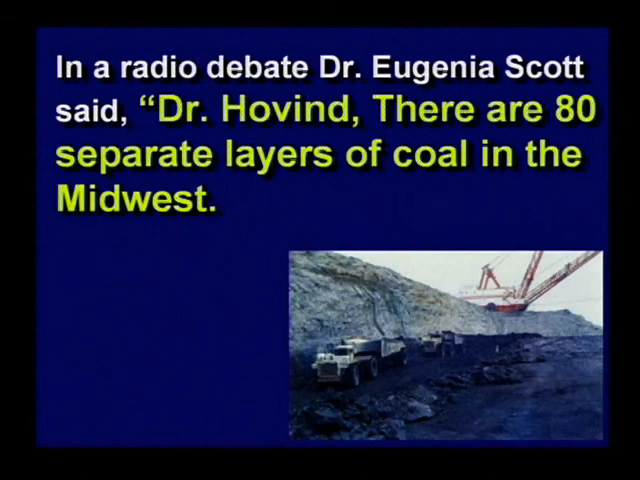 In a radio debate Dr. Eugenia Scott
said, “Dr. Hovind, There are 80
separate layers of coal in the
Midwest.